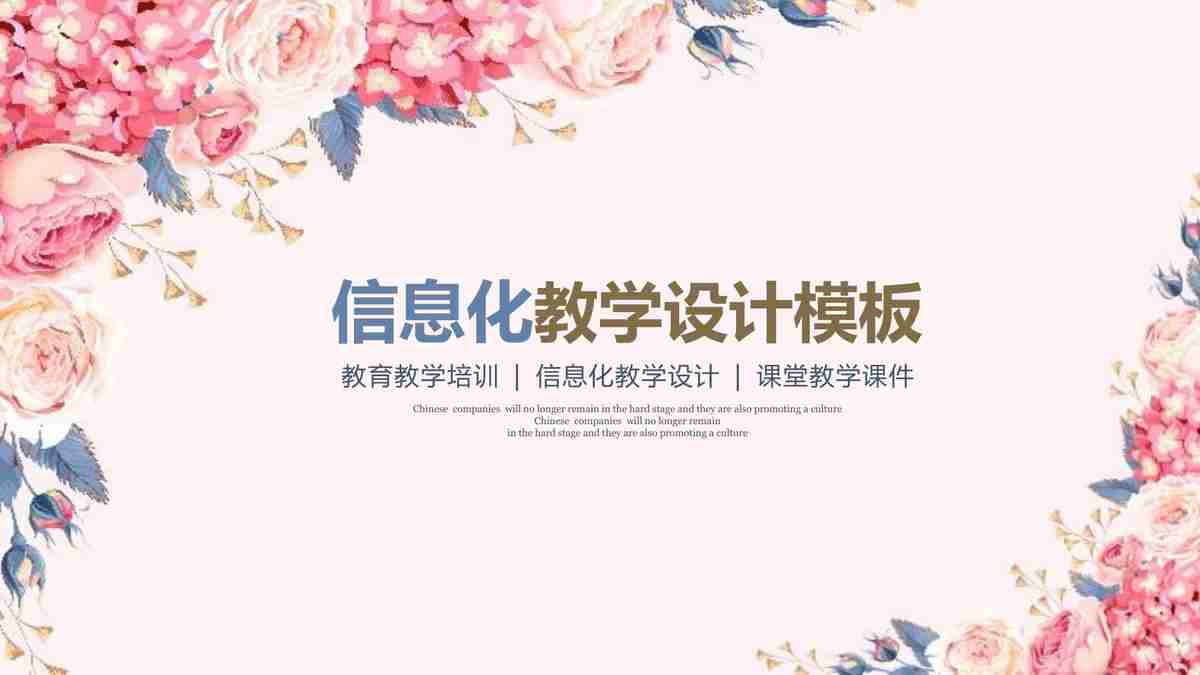 信息化教学设计模板
教育教学培训 | 信息化教学设计 | 课堂教学课件
Chinese companies will no longer remain in the hard stage and they are also promoting a culture
Chinese companies will no longer remain
in the hard stage and they are also promoting a culture